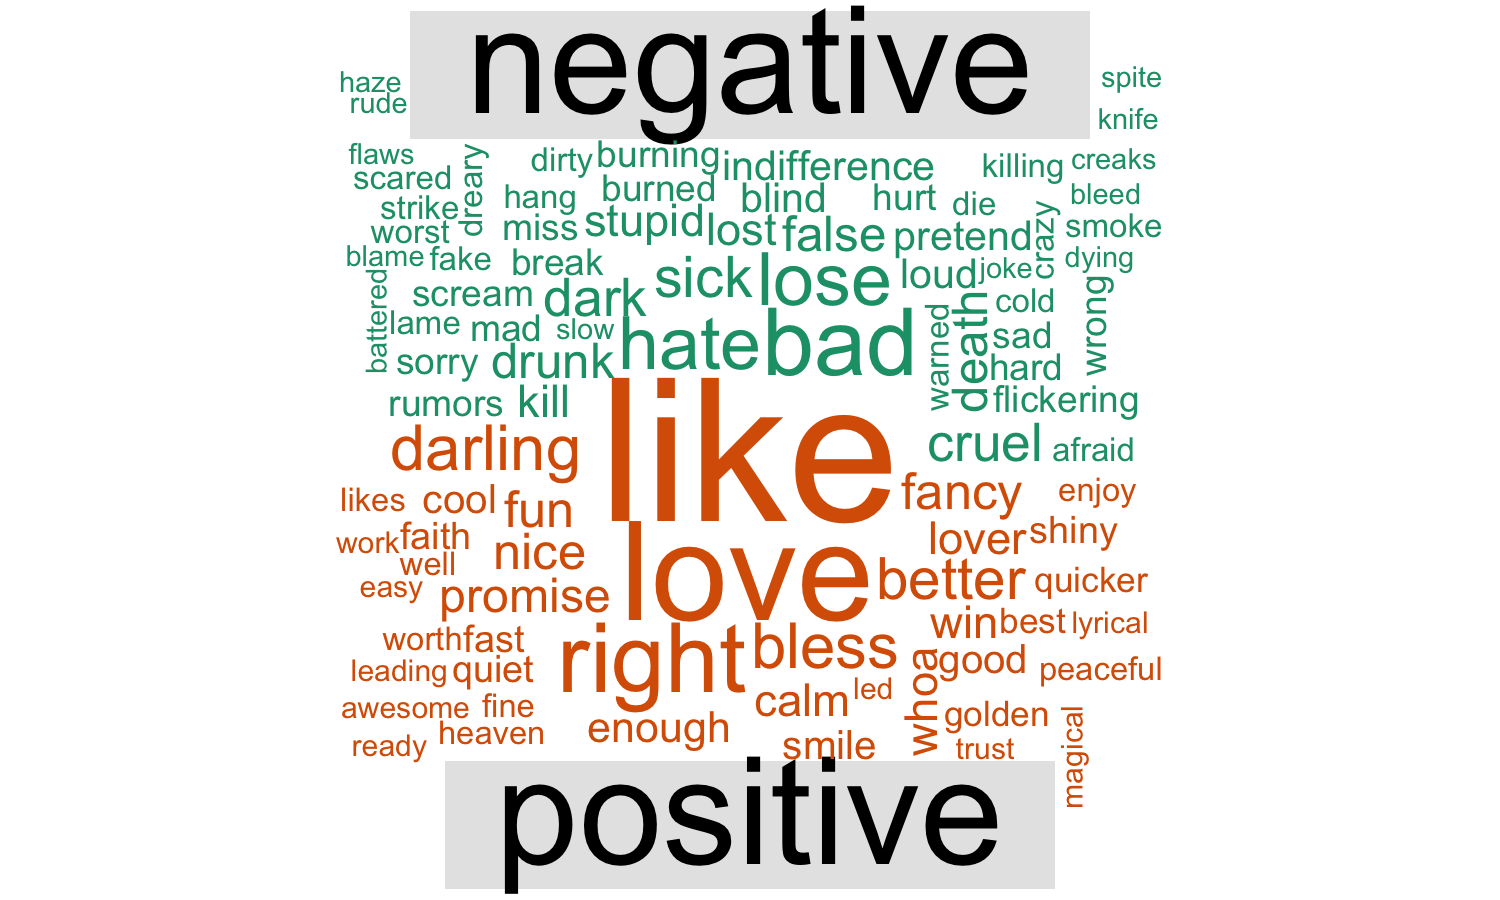 negative
haze
spite
rude
knife
flaws
dreary
dirty
burning
indifference
killing
creaks
scared
hang
burned
blind
hurt
die
bleed
strike
miss
stupid
lost
false
pretend
crazy
smoke
worst
blame
fake
break
sick
lose
loud
joke
dying
battered
scream
dark
cold
wrong
lame
mad
slow
hate
bad
warned
death
sad
sorry
drunk
hard
rumors
kill
flickering
darling
like
cruel
afraid
likes
cool
fun
fancy
enjoy
work
faith
nice
love
lover
shiny
well
easy
promise
better
quicker
worth
fast
right
bless
win
best
lyrical
leading
quiet
whoa
good
peaceful
awesome
fine
calm
led
golden
ready
heaven
enough
smile
trust
magical
positive